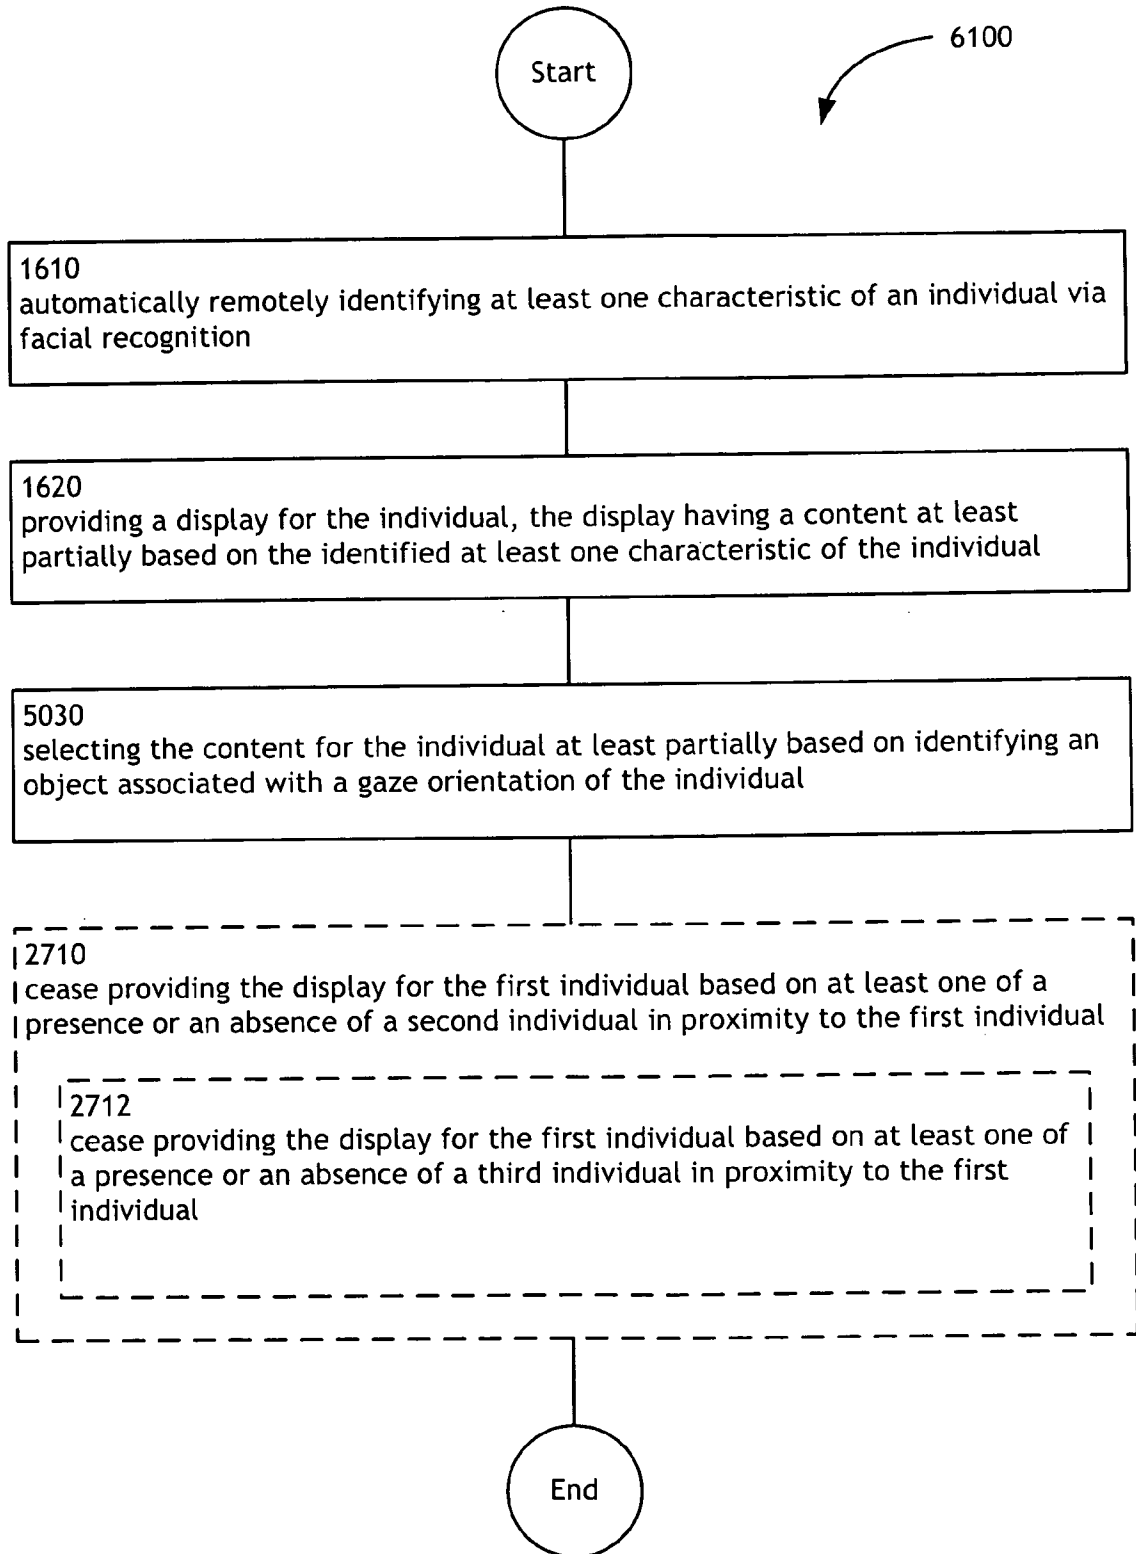 Start
6100
1610
automatically remotely identifying at least one characteristic of an individual via
facial recognition
1620
providing a display for the individual, the display having a content at least
partially based on the identified at least one characteristic of the individual
5030
selecting the content for the individual at least partially based on identifying an
object associated with a gaze orientation of the individual
2710
cease providing the display for the first individual based on at least one of a
presence or an absence of a second individual in proximity to the first individual
2712
cease providing the display for the first individual based on at least one of
a presence or an absence of a third individual in proximity to the first
individual
End